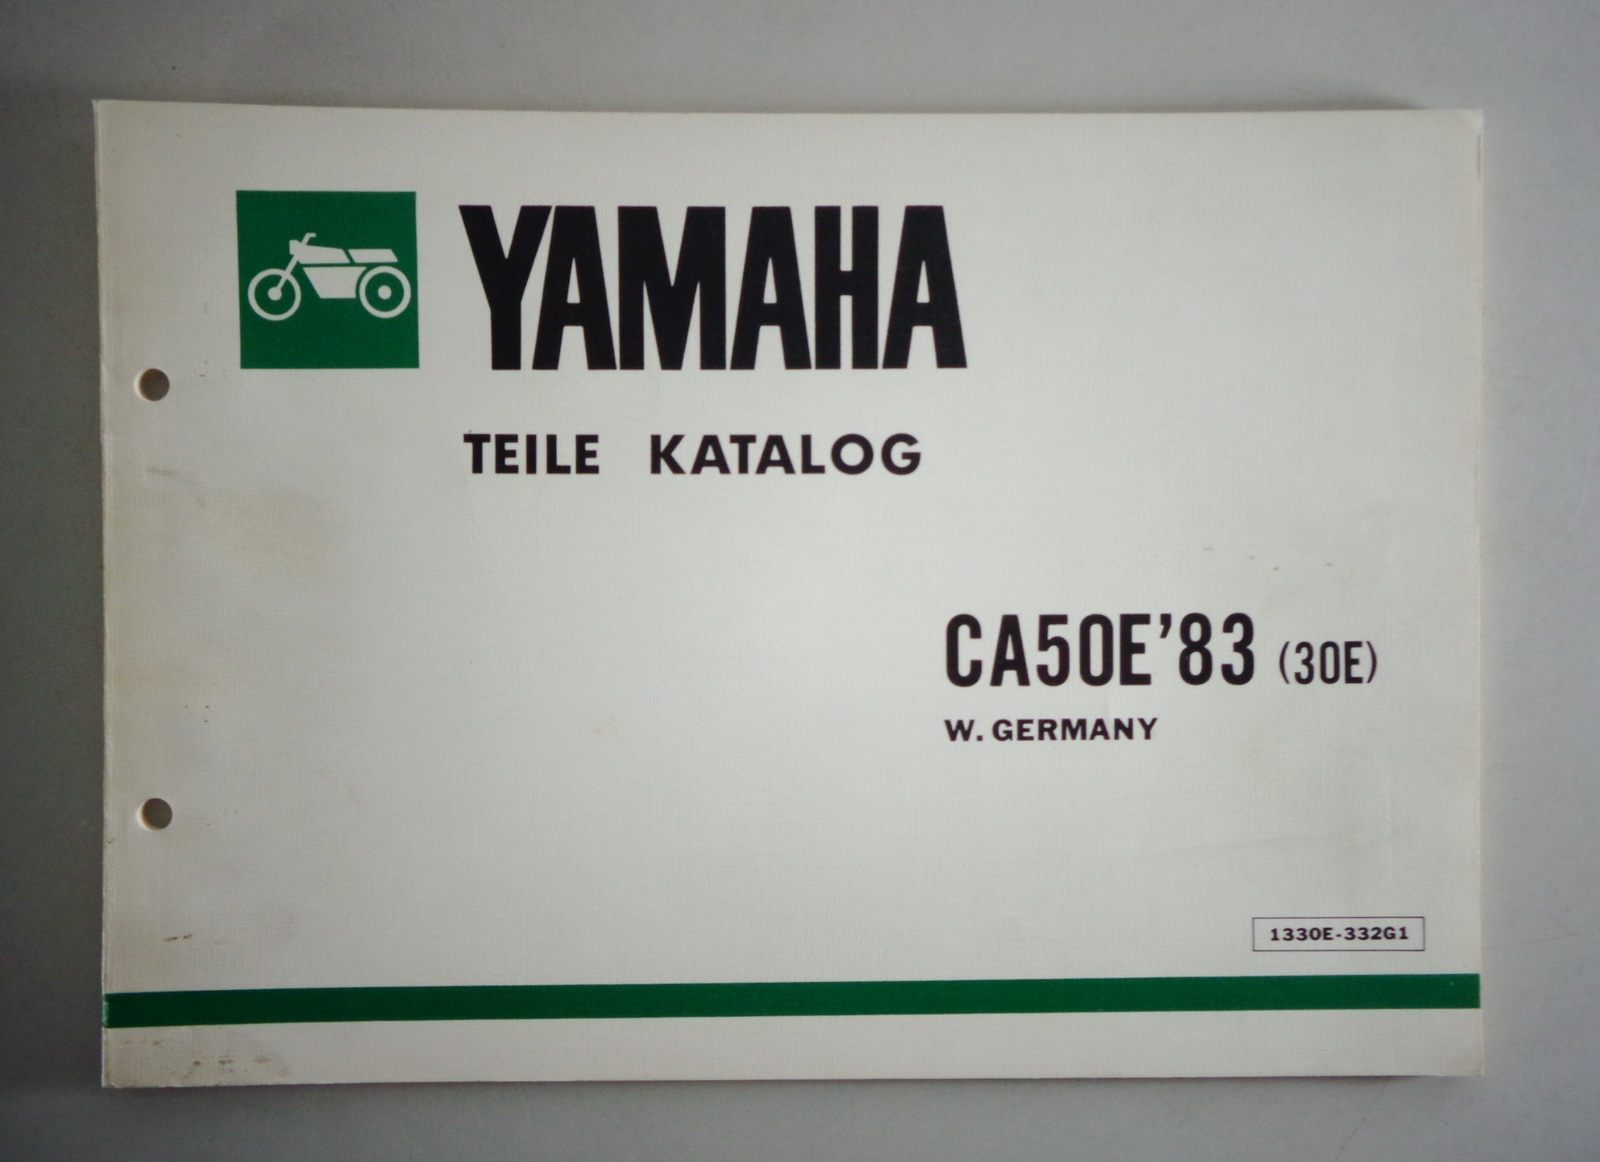 YAMAHA
TEILE KATALOG
CA50E'83 (30E)
W. GERMANY
1330E-332G1